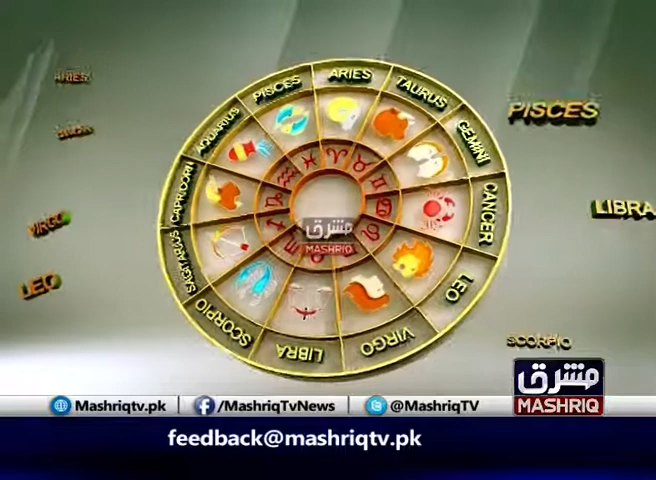 ARIES
PISCES
ARIES
TAURUS
GEMINI
CANCER
LEO
VIRGO
LIBRA
SCORPIO
SAGITARIUS
CAPRICORN
AQUARIUS
PISCES
LIBRA
VIRGO
LEO
SCORPIO
مشرق
MASHRIQ
مشرق
MASHRIQ
Mashriqtv.pk
/MashriqTvNews
@MashriqTV
feedback@mashriqtv.pk